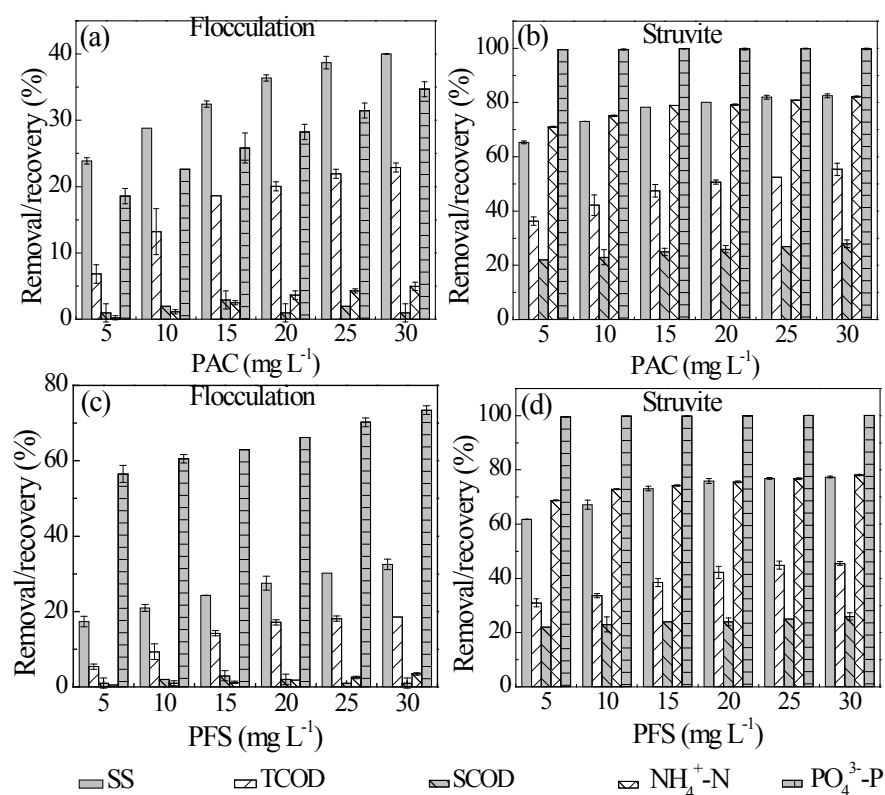 (a) Flocculation
Removal/recovery (%)
40
30
20
10
0
5 10 15 20 25 30
PAC (mg L⁻¹)
(b) Struvite
Removal/recovery (%)
100
80
60
40
20
0
5 10 15 20 25 30
PAC (mg L⁻¹)
(c) Flocculation
Removal/recovery (%)
80
60
40
20
0
5 10 15 20 25 30
PFS (mg L⁻¹)
(d) Struvite
Removal/recovery (%)
100
80
60
40
20
0
5 10 15 20 25 30
PFS (mg L⁻¹)
SS TCOD SCOD NH₄⁺-N PO₄³⁻-P